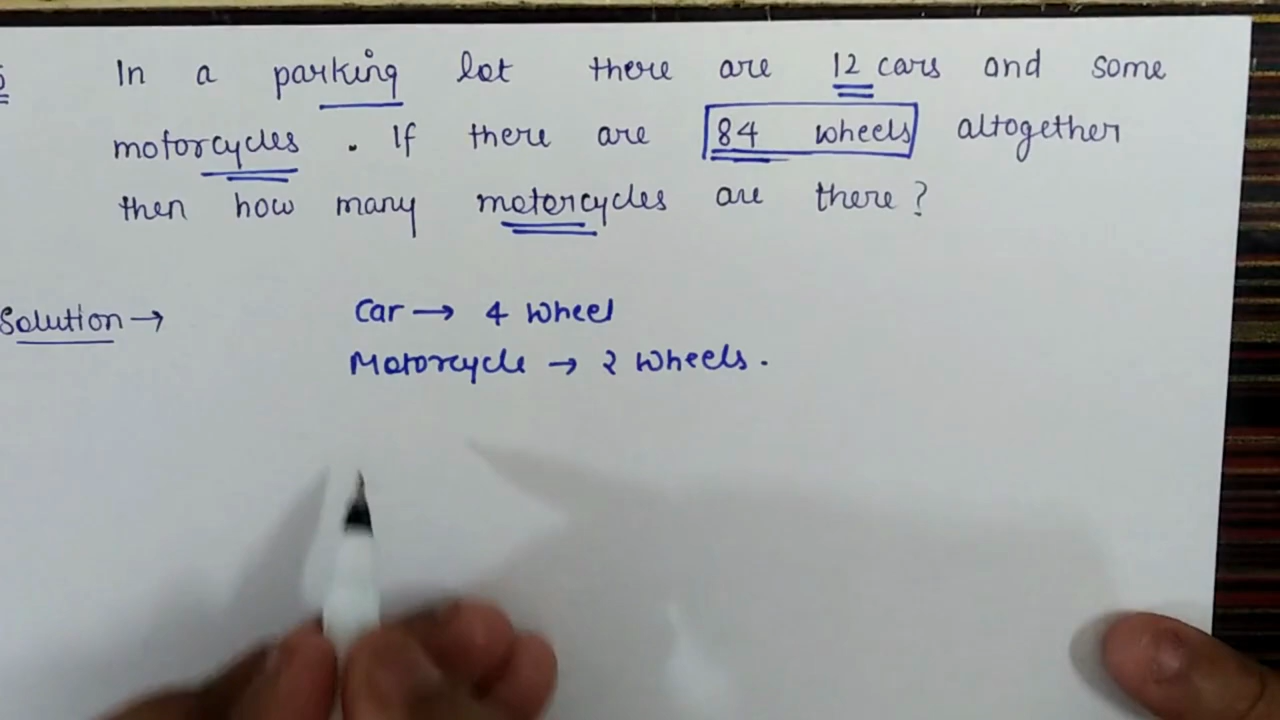 In a parking lot there are 12 cars and some
motorcycles. If there are 84 wheels altogether
then how many motorcycles are there?
Solution →
Car → 4 wheel
Motorcycle → 2 wheels.